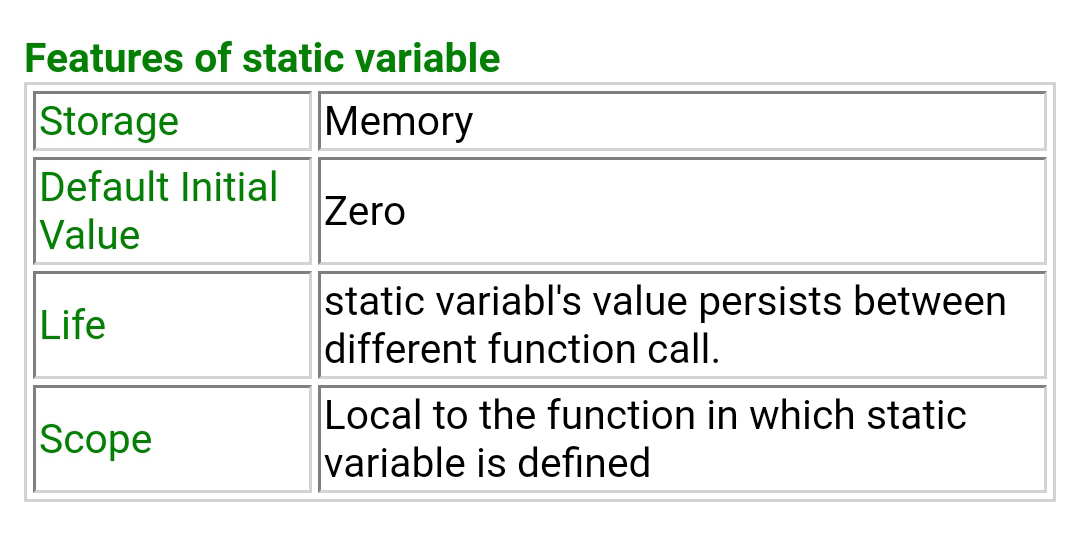 Features of static variable
Storage
Memory
Default Initial
Value
Zero
Life
static variabl's value persists between
different function call.
Scope
Local to the function in which static
variable is defined